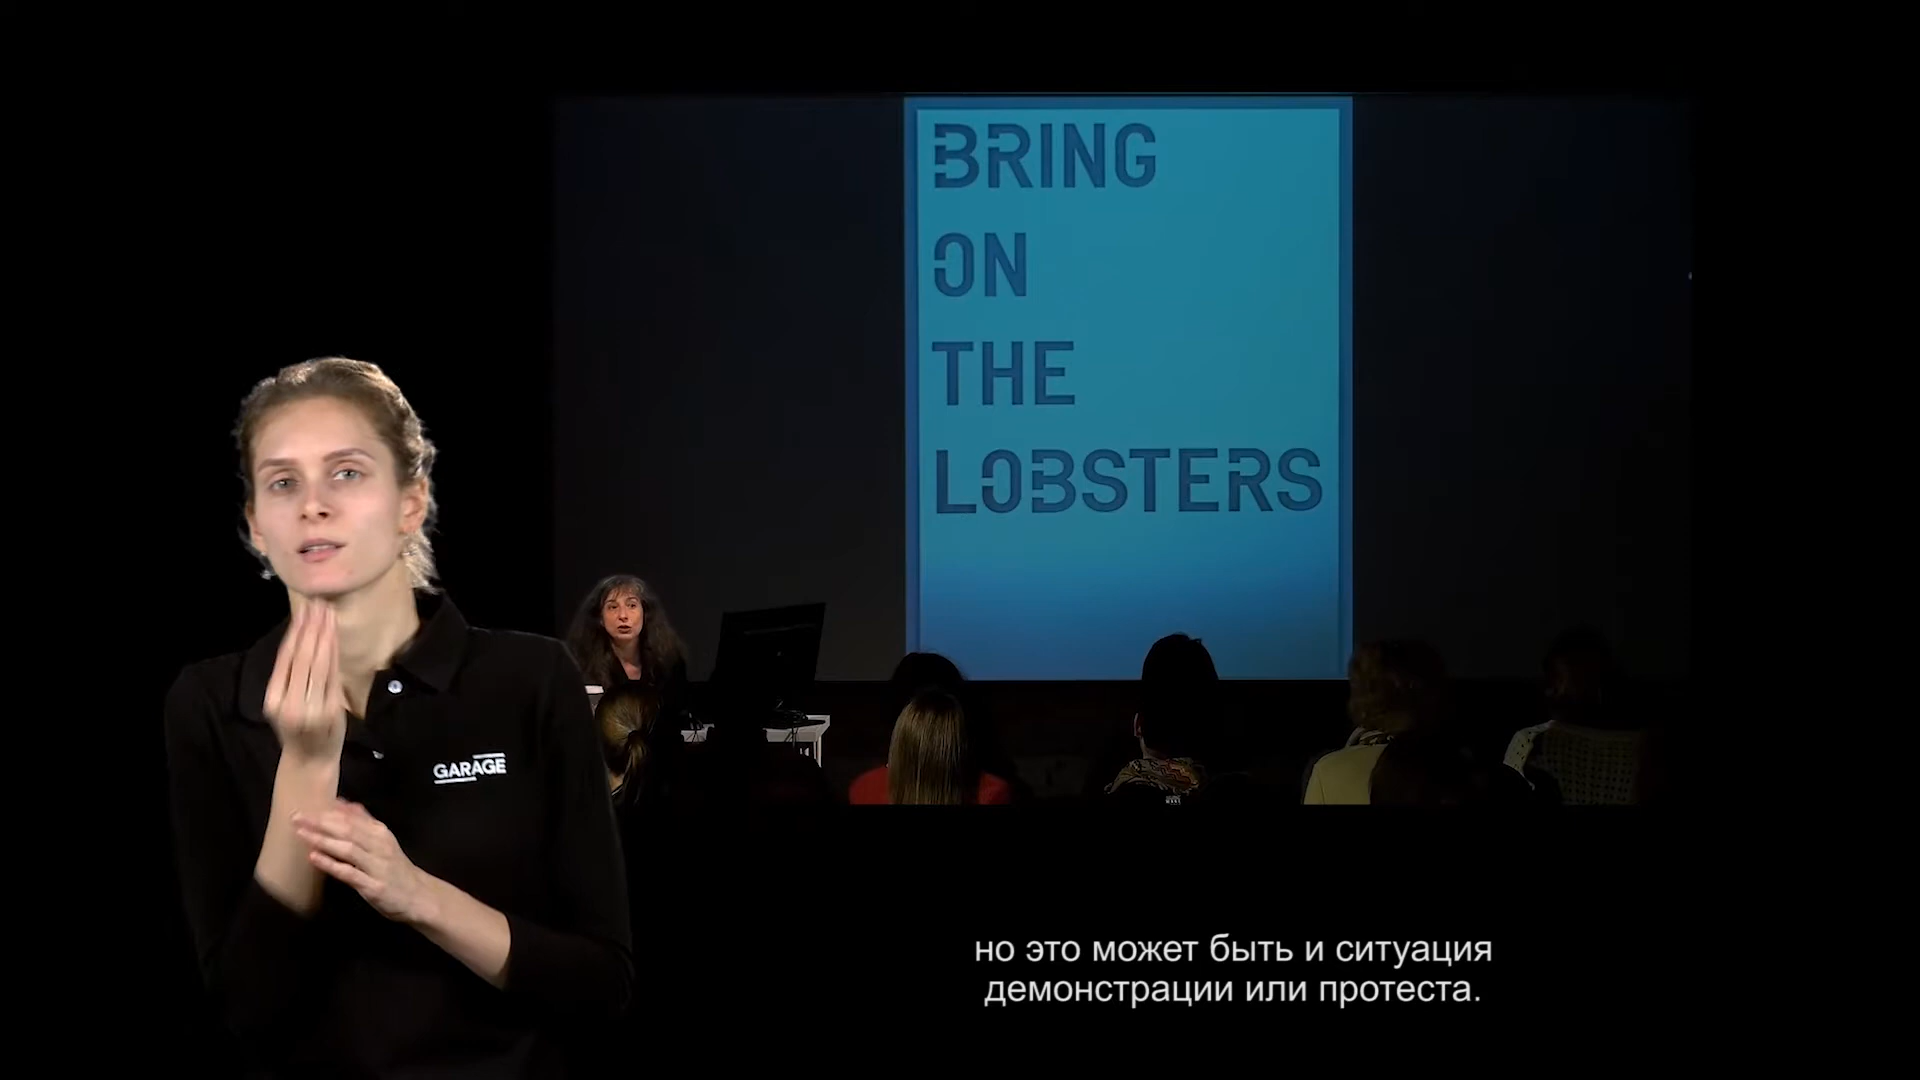 BRING
ON
THE
LOBSTERS
GARAGE
но это может быть и ситуация
демонстрации или протеста.